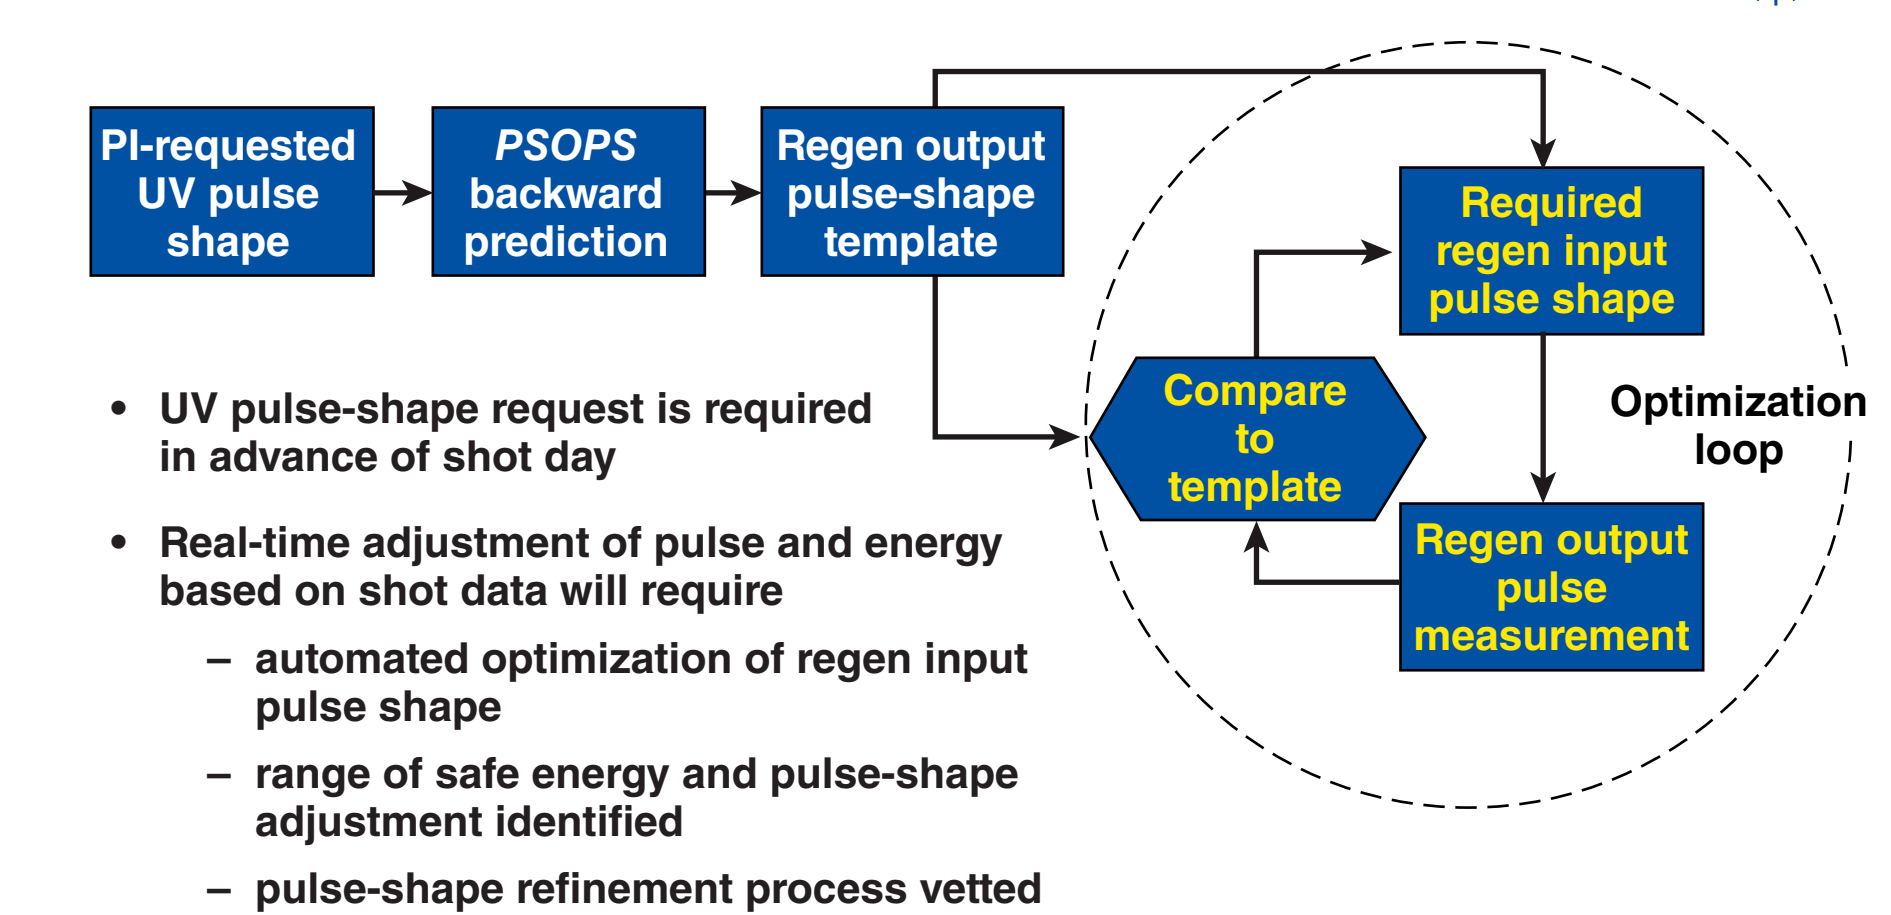 PI-requested
UV pulse
shape
PSOPS
backward
prediction
Regen output
pulse-shape
template
Required
regen input
pulse shape
Compare
to
template
Optimization
loop
Regen output
pulse
measurement
• UV pulse-shape request is required
in advance of shot day
• Real-time adjustment of pulse and energy
based on shot data will require
– automated optimization of regen input
pulse shape
– range of safe energy and pulse-shape
adjustment identified
– pulse-shape refinement process vetted